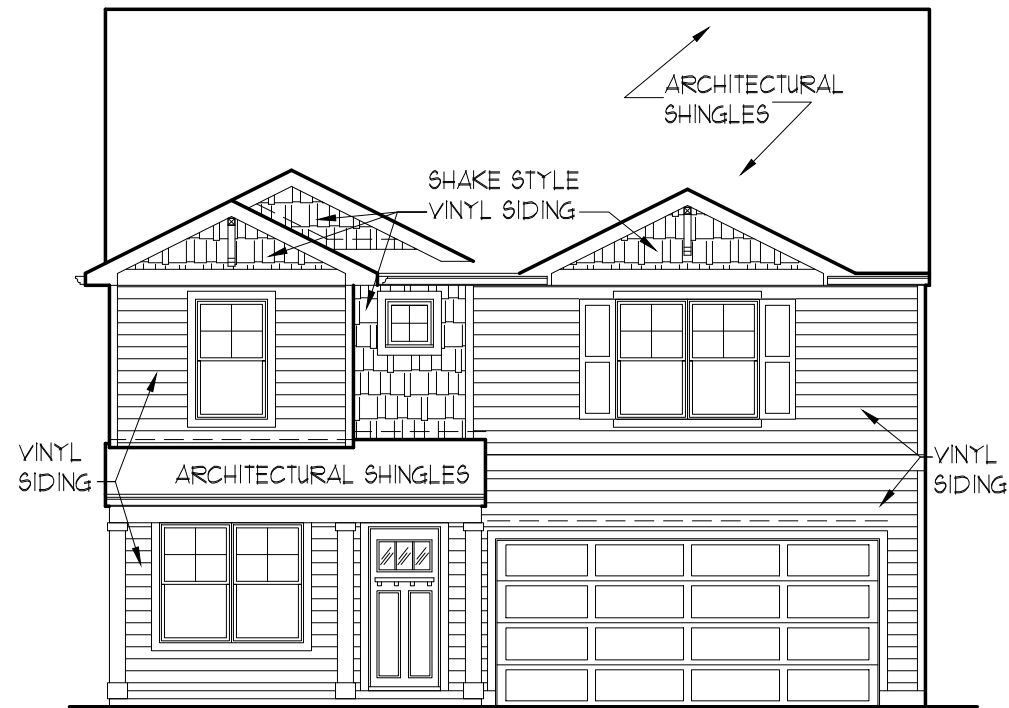 ARCHITECTURAL
SHINGLES
SHAKE STYLE
VINYL SIDING
VINYL
SIDING
ARCHITECTURAL SHINGLES
VINYL
SIDING